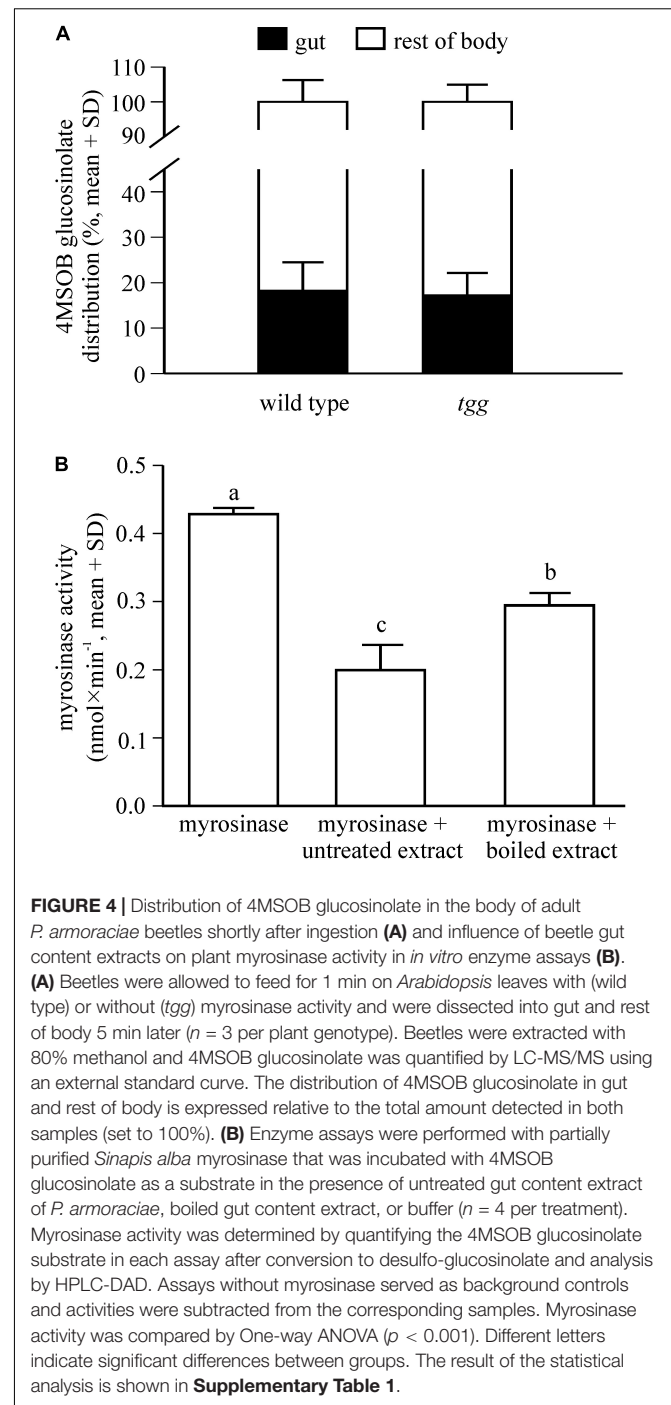 A
gut
rest of body
110
100
90
40
30
20
10
0
4MSOB glucosinolate
distribution (%, mean + SD)
wild type
tgg
B
0.5
0.4
0.3
0.2
0.1
0.0
myrosinase activity
(nmol×min⁻¹, mean + SD)
a
c
b
myrosinase
myrosinase +
untreated extract
myrosinase +
boiled extract
FIGURE 4 | Distribution of 4MSOB glucosinolate in the body of adult
P. armoraciae beetles shortly after ingestion (A) and influence of beetle gut
content extracts on plant myrosinase activity in in vitro enzyme assays (B).
(A) Beetles were allowed to feed for 1 min on Arabidopsis leaves with (wild
type) or without (tgg) myrosinase activity and were dissected into gut and rest
of body 5 min later (n = 3 per plant genotype). Beetles were extracted with
80% methanol and 4MSOB glucosinolate was quantified by LC-MS/MS using
an external standard curve. The distribution of 4MSOB glucosinolate in gut
and rest of body is expressed relative to the total amount detected in both
samples (set to 100%). (B) Enzyme assays were performed with partially
purified Sinapis alba myrosinase that was incubated with 4MSOB
glucosinolate as a substrate in the presence of untreated gut content extract
of P. armoraciae, boiled gut content extract, or buffer (n = 4 per treatment).
Myrosinase activity was determined by quantifying the 4MSOB glucosinolate
substrate in each assay after conversion to desulfo-glucosinolate and analysis
by HPLC-DAD. Assays without myrosinase served as background controls
and activities were subtracted from the corresponding samples. Myrosinase
activity was compared by One-way ANOVA (p < 0.001). Different letters
indicate significant differences between groups. The result of the statistical
analysis is shown in Supplementary Table 1.